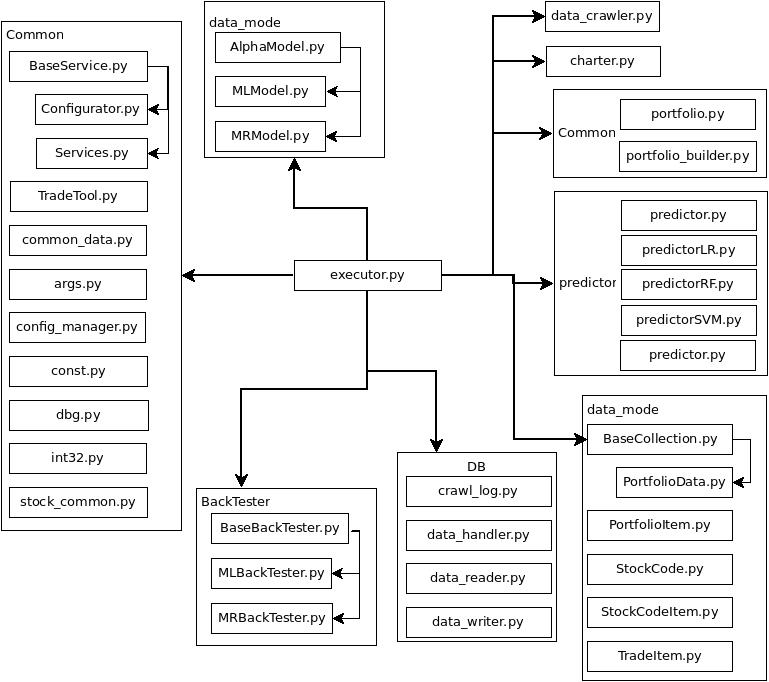 Common
BaseService.py
Configurator.py
Services.py
TradeTool.py
common_data.py
args.py
config_manager.py
const.py
dbg.py
int32.py
stock_common.py
data_mode
AlphaModel.py
MLModel.py
MRModel.py
executor.py
BackTester
BaseBackTester.py
MLBackTester.py
MRBackTester.py
DB
crawl_log.py
data_handler.py
data_reader.py
data_writer.py
data_crawler.py
charter.py
Common
portfolio.py
portfolio_builder.py
predictor
predictor.py
predictorLR.py
predictorRF.py
predictorSVM.py
predictor.py
data_mode
BaseCollection.py
PortfolioData.py
PortfolioItem.py
StockCode.py
StockCodeItem.py
TradeItem.py